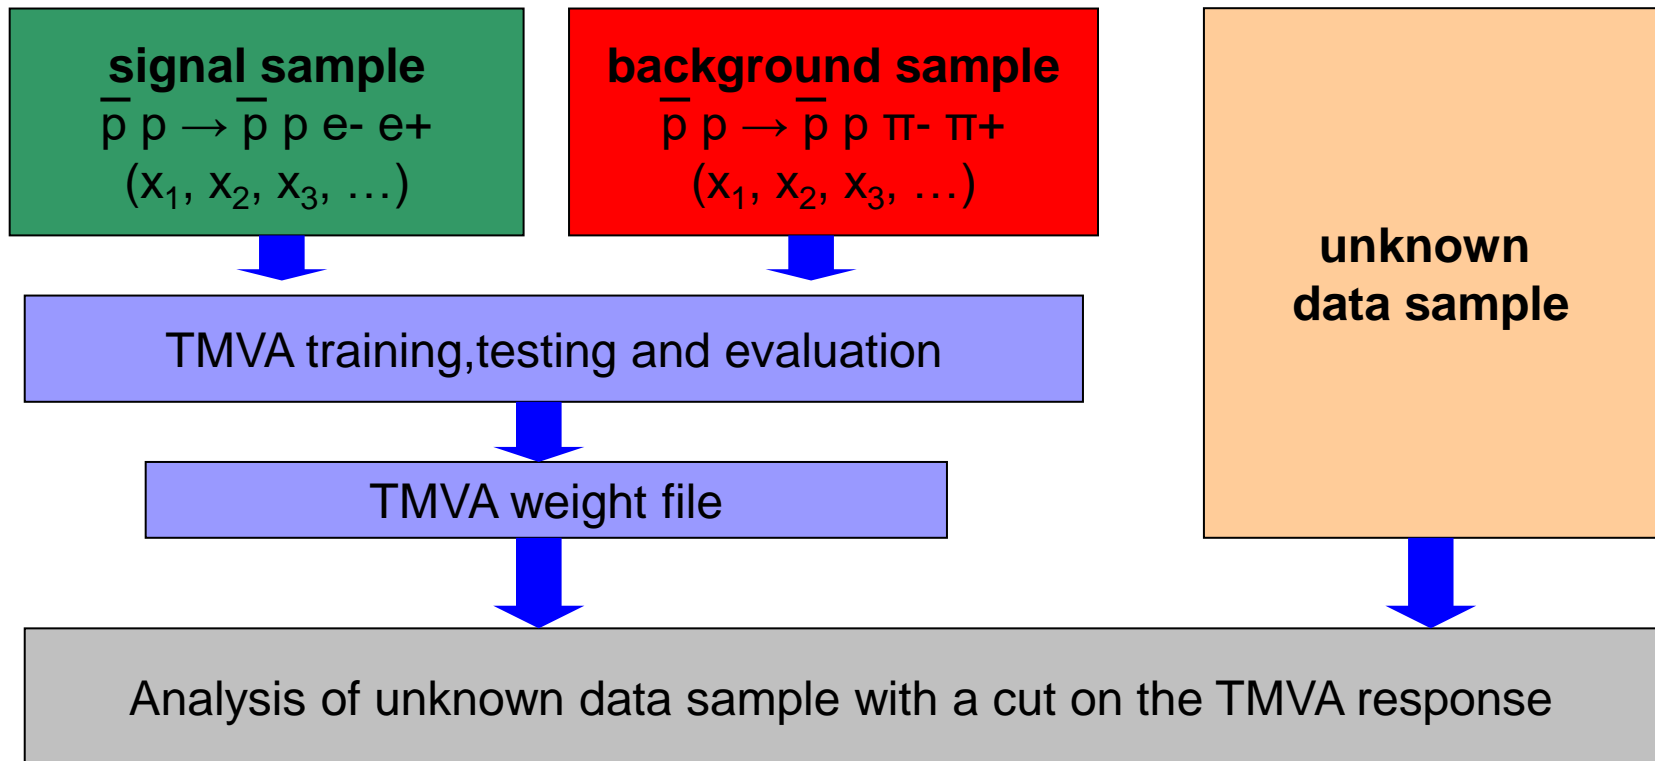 signal sample
p̅ p → p̅ p e- e+
(x₁, x₂, x₃, …)
background sample
p̅ p → p̅ p π- π+
(x₁, x₂, x₃, …)
unknown
data sample
TMVA training,testing and evaluation
TMVA weight file
Analysis of unknown data sample with a cut on the TMVA response